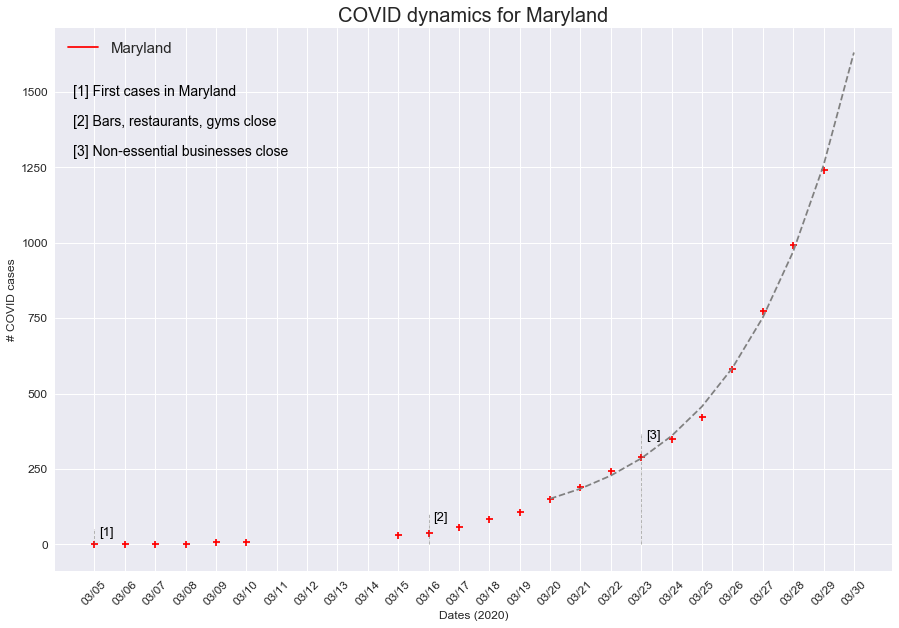 COVID dynamics for Maryland
Maryland
[1] First cases in Maryland
[2] Bars, restaurants, gyms close
[3] Non-essential businesses close
# COVID cases
1500
1250
1000
750
500
250
0
[1]
[2]
[3]
03/05 03/06 03/07 03/08 03/09 03/10 03/11 03/12 03/13 03/14 03/15 03/16 03/17 03/18 03/19 03/20 03/21 03/22 03/23 03/24 03/25 03/26 03/27 03/28 03/29 03/30
Dates (2020)